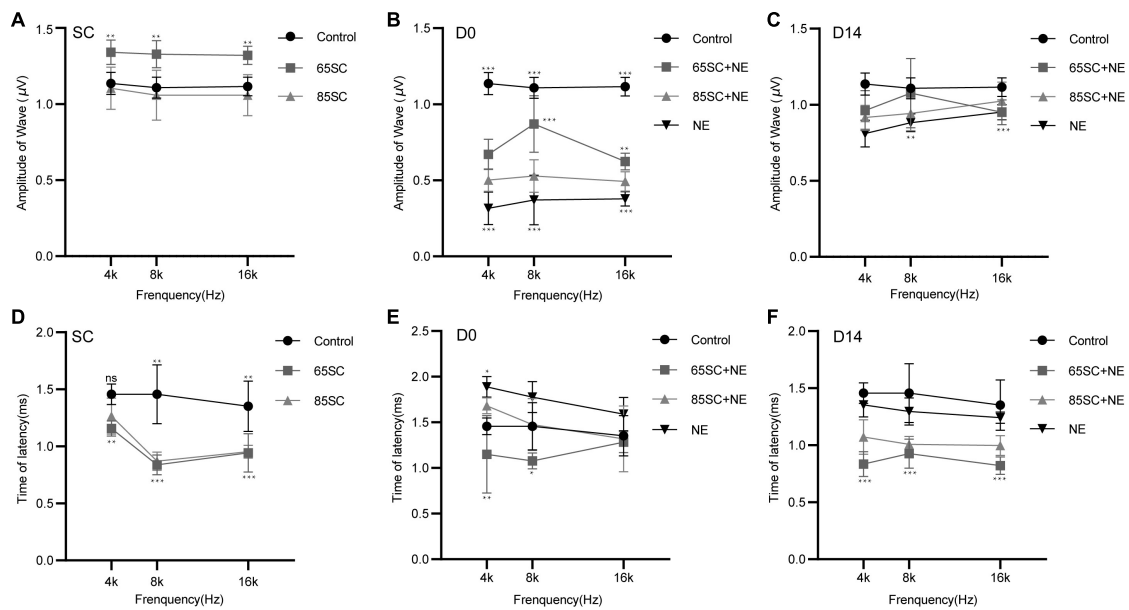 A
SC
1.5
1.0
0.5
0.0
Amplitude of Wave ( μV)
**
**
**
4k
8k
16k
Frenquency(Hz)
Control
65SC
85SC
B
D0
1.5
1.0
0.5
0.0
Amplitude of Wave ( μV)
***
***
***
***
**
***
***
***
4k
8k
16k
Frenquency(Hz)
Control
65SC+NE
85SC+NE
NE
C
D14
1.5
1.0
0.5
0.0
Amplitude of Wave ( μV)
**
***
4k
8k
16k
Frenquency(Hz)
Control
65SC+NE
85SC+NE
NE
D
SC
2.0
1.5
1.0
0.5
0.0
Time of latency(ms)
ns
**
**
**
***
***
4k
8k
16k
Frenquency(Hz)
Control
65SC
85SC
E
D0
2.5
2.0
1.5
1.0
0.5
0.0
Time of latency(ms)
*
**
*
4k
8k
16k
Frenquency(Hz)
Control
65SC+NE
85SC+NE
NE
F
D14
2.0
1.5
1.0
0.5
0.0
Time of latency(ms)
***
***
***
4k
8k
16k
Frenquency(Hz)
Control
65SC+NE
85SC+NE
NE